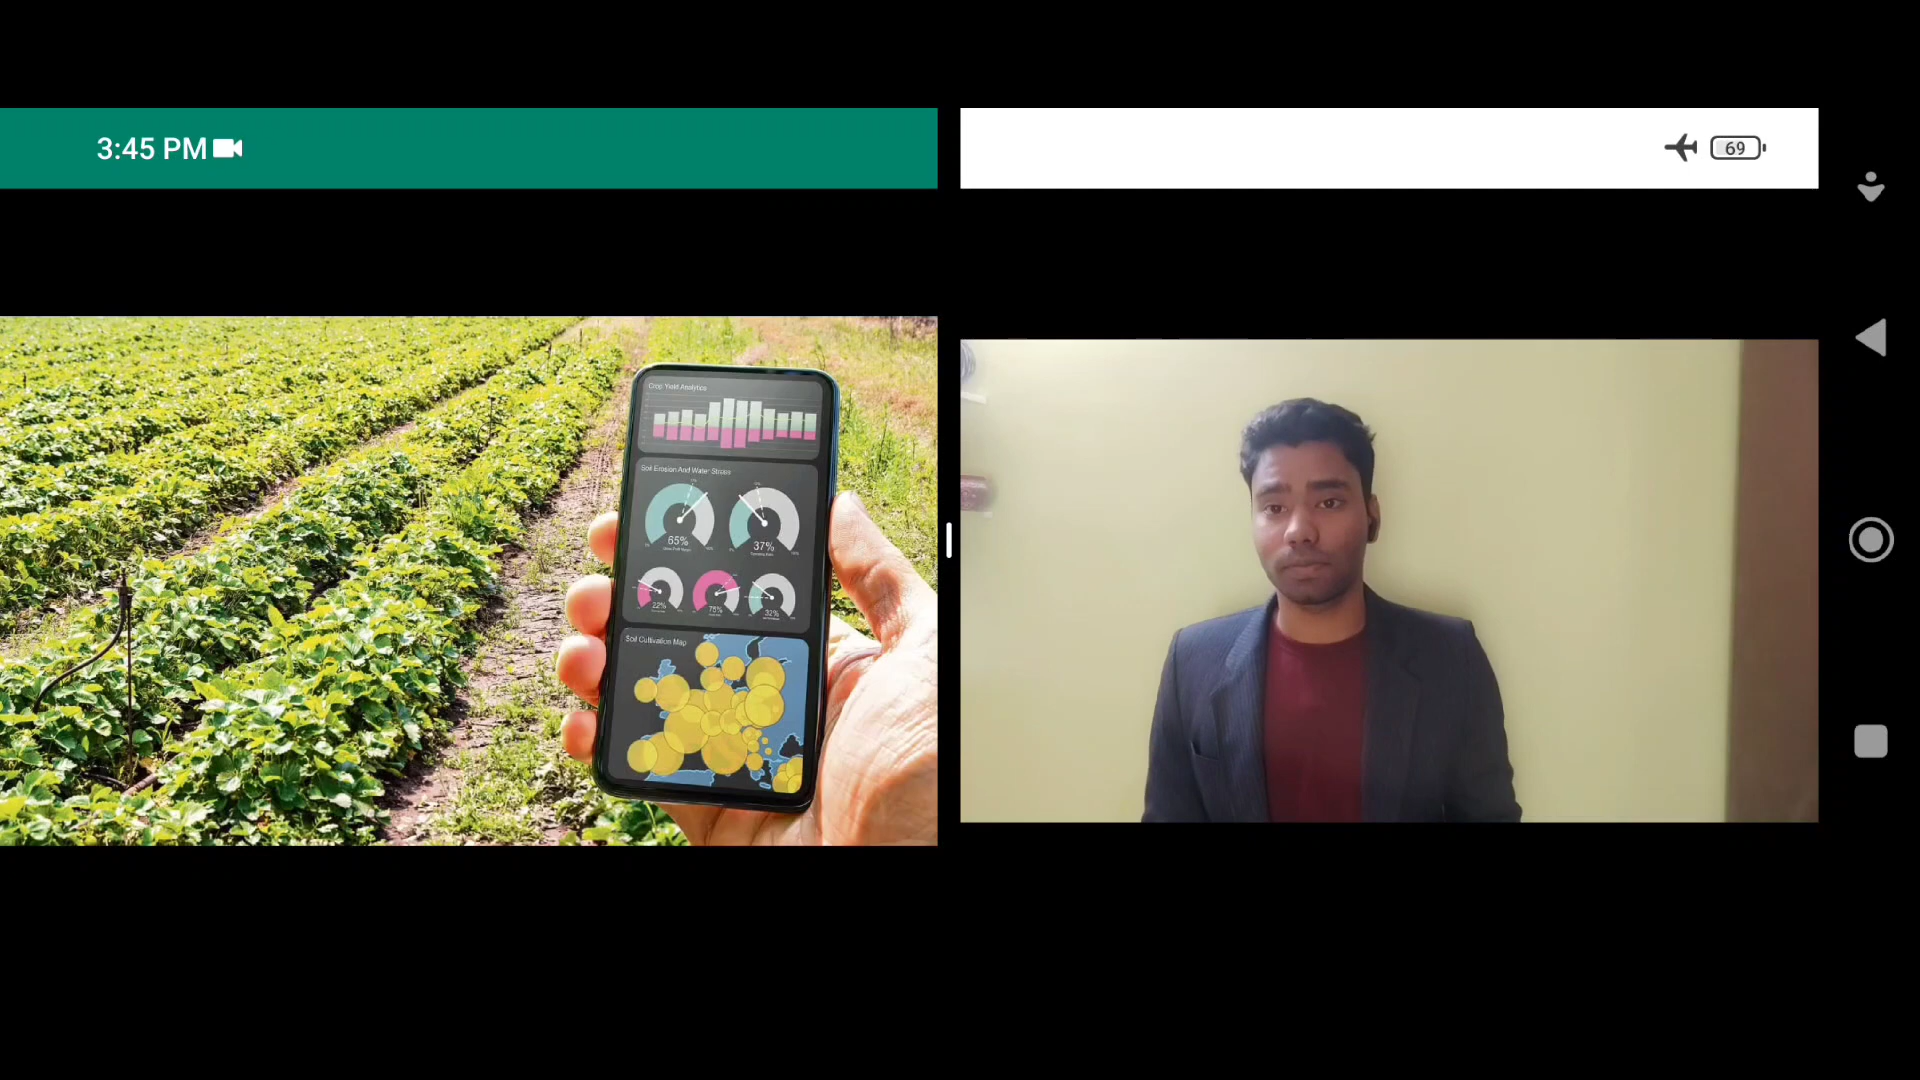 3:45 PM
69
Crop Yield Analytics
Soil Erosion And Water Stress
65%
37%
22%
75%
32%
Soil Cultivation Map